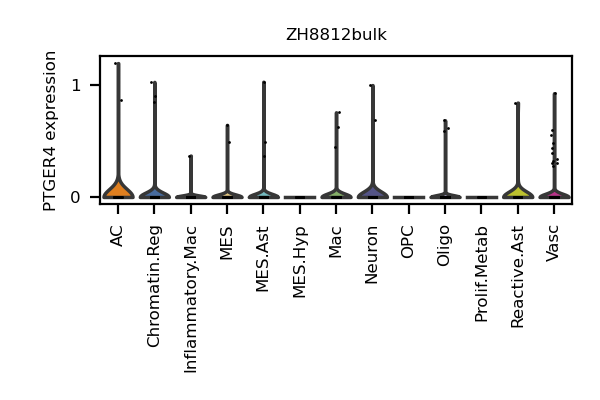 ZH8812bulk
PTGER4 expression
1
0
AC
Chromatin.Reg
Inflammatory.Mac
MES
MES.Ast
MES.Hyp
Mac
Neuron
OPC
Oligo
Prolif.Metab
Reactive.Ast
Vasc